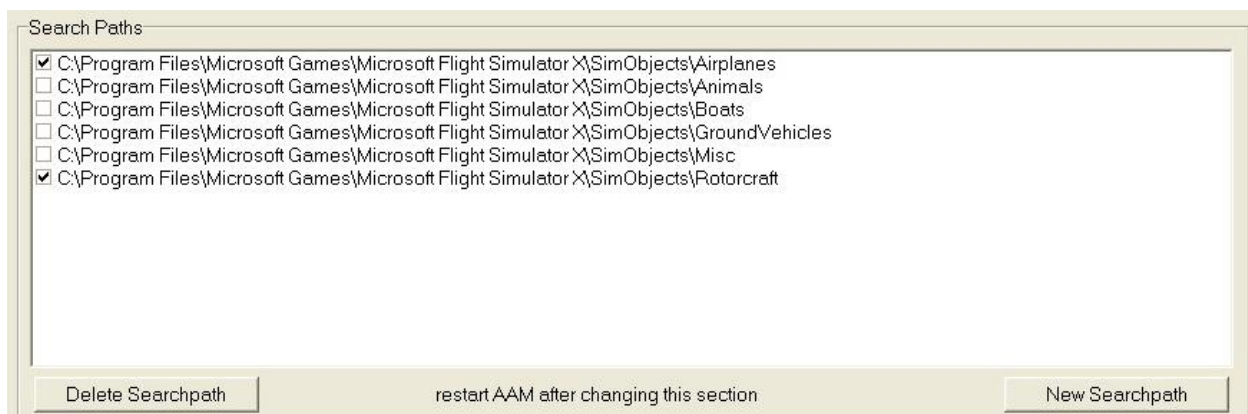 Search Paths
C:\Program Files\Microsoft Games\Microsoft Flight Simulator X\SimObjects\Airplanes
C:\Program Files\Microsoft Games\Microsoft Flight Simulator X\SimObjects\Animals
C:\Program Files\Microsoft Games\Microsoft Flight Simulator X\SimObjects\Boats
C:\Program Files\Microsoft Games\Microsoft Flight Simulator X\SimObjects\GroundVehicles
C:\Program Files\Microsoft Games\Microsoft Flight Simulator X\SimObjects\Misc
C:\Program Files\Microsoft Games\Microsoft Flight Simulator X\SimObjects\Rotorcraft
Delete Searchpath restart AAM after changing this section New Searchpath